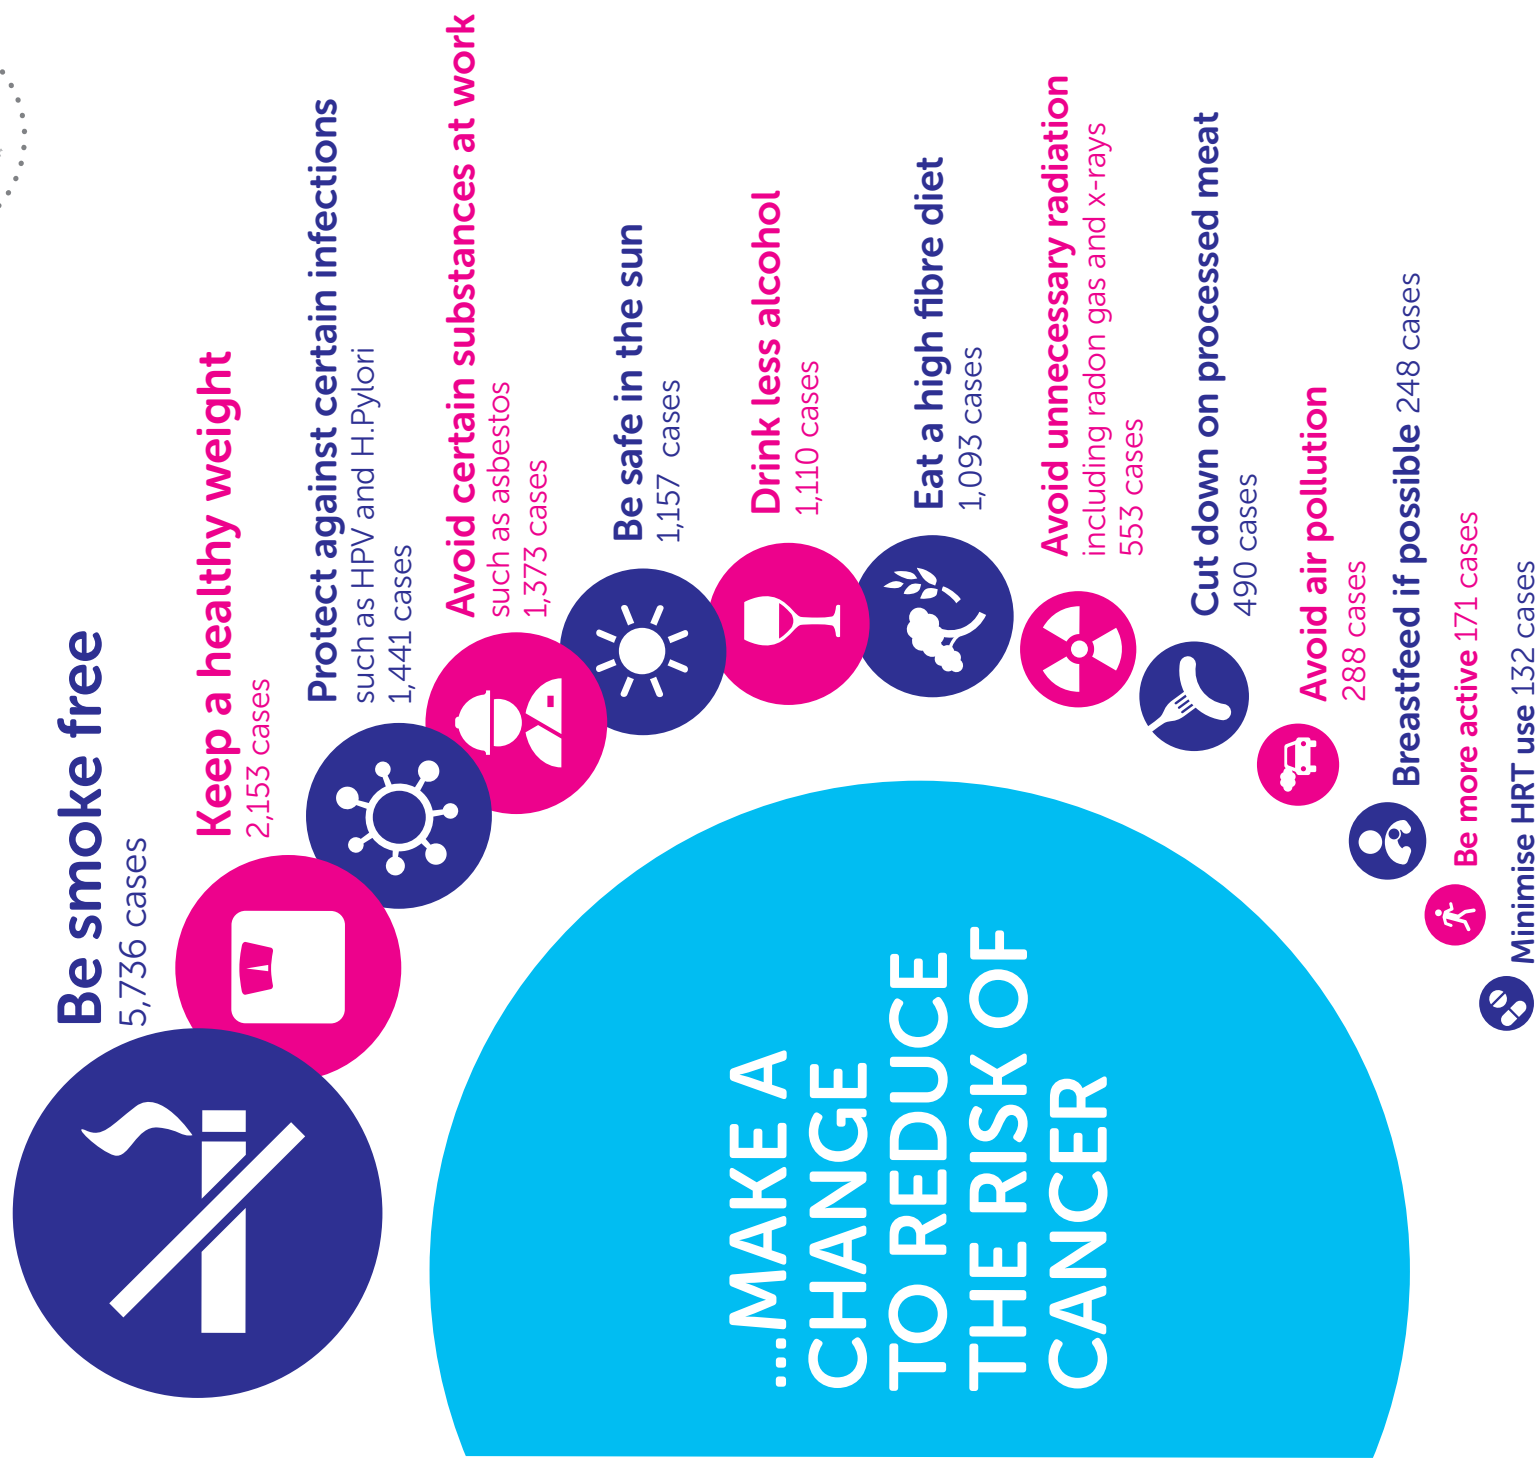 Be smoke free
5,736 cases
Keep a healthy weight
2,153 cases
Protect against certain infections
such as HPV and H.Pylori
1,441 cases
Avoid certain substances at work
such as asbestos
1,373 cases
Be safe in the sun
1,157 cases
Drink less alcohol
1,110 cases
Eat a high fibre diet
1,093 cases
Avoid unnecessary radiation
including radon gas and x-rays
553 cases
Cut down on processed meat
490 cases
Avoid air pollution
288 cases
Breastfeed if possible 248 cases
Be more active 171 cases
Minimise HRT use 132 cases
....MAKE A
CHANGE
TO REDUCE
THE RISK OF
CANCER